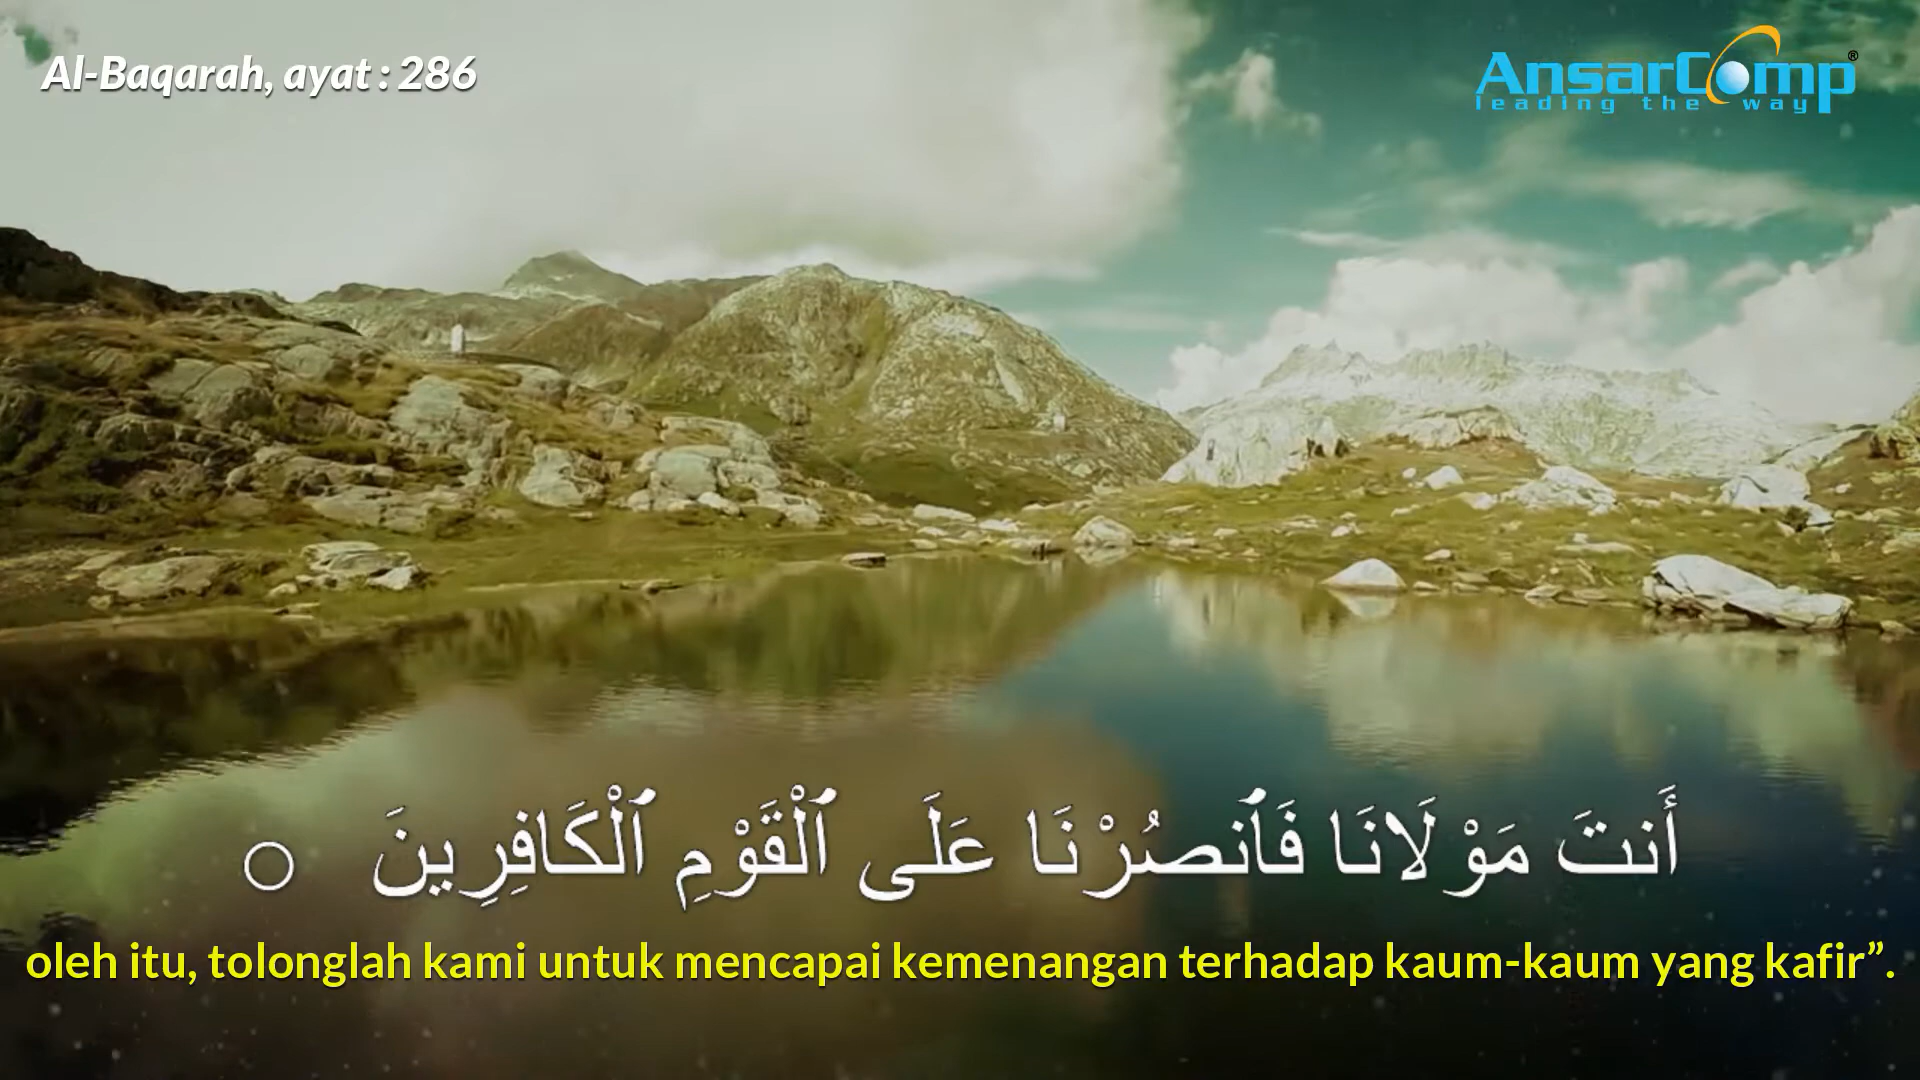 Al-Baqarah, ayat : 286
AnsarComp®
leading the way
أَنتَ مَوْلَانَا فَٱنصُرْنَا عَلَى ٱلْقَوْمِ ٱلْكَافِرِينَ ۝
oleh itu, tolonglah kami untuk mencapai kemenangan terhadap kaum-kaum yang kafir”.